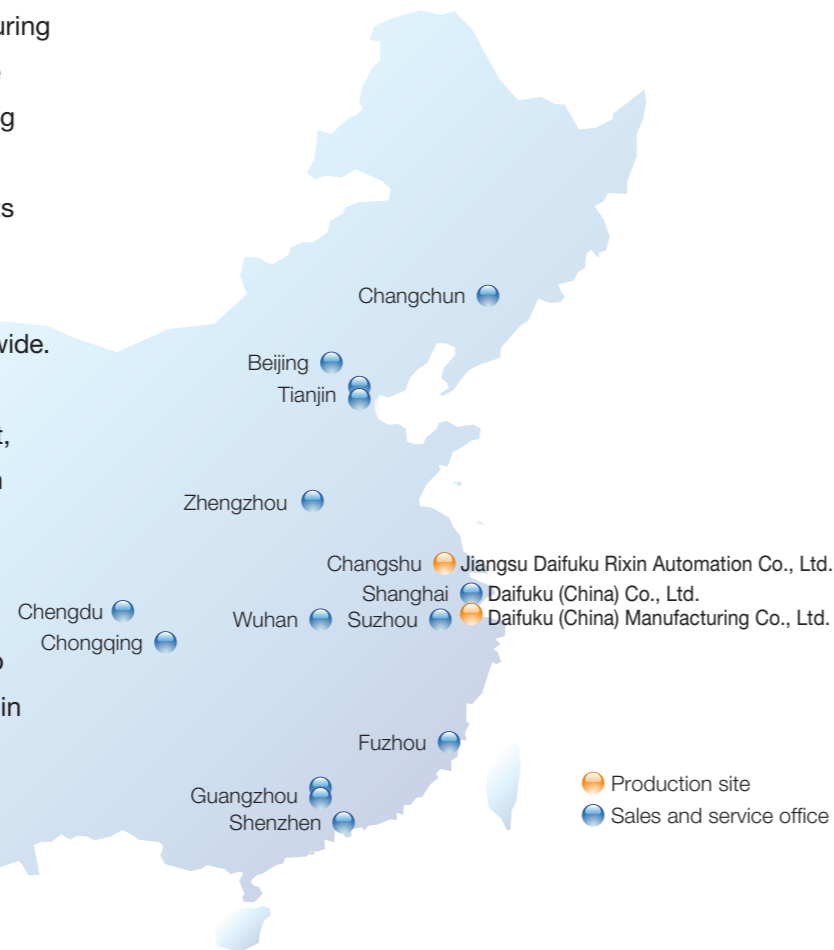 uring
g
ts
wide.
t,
in
Changchun
Beijing
Tianjin
Zhengzhou
Changshu Jiangsu Daifuku Rixin Automation Co., Ltd.
Shanghai Daifuku (China) Co., Ltd.
Suzhou Daifuku (China) Manufacturing Co., Ltd.
Wuhan
Chengdu
Chongqing
Fuzhou
Guangzhou
Shenzhen
Production site
Sales and service office